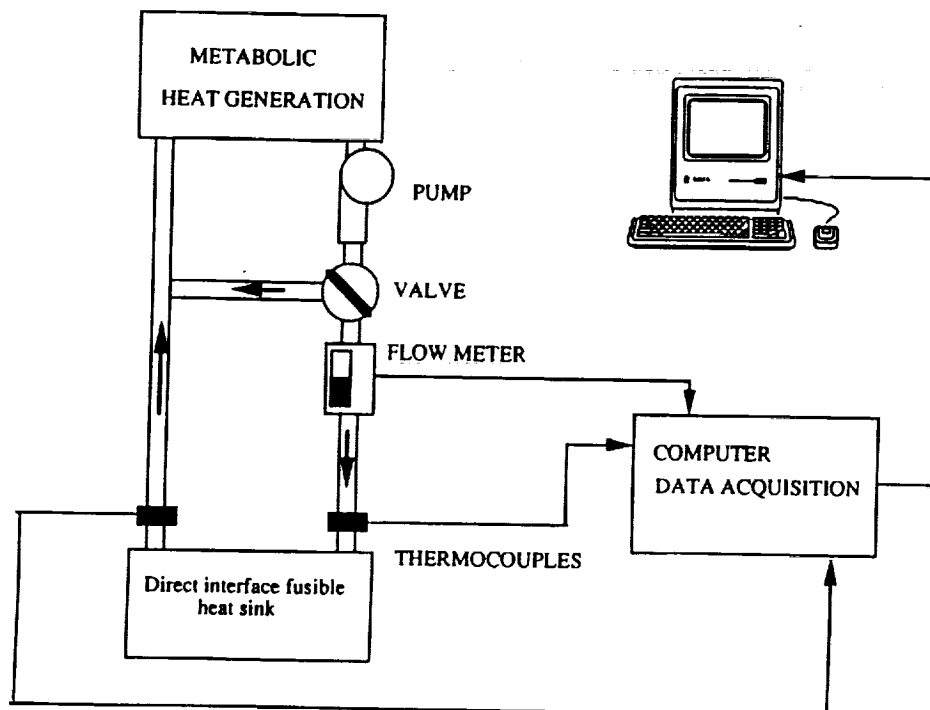 METABOLIC
HEAT GENERATION
PUMP
VALVE
FLOW METER
COMPUTER
DATA ACQUISITION
THERMOCOUPLES
Direct interface fusible
heat sink